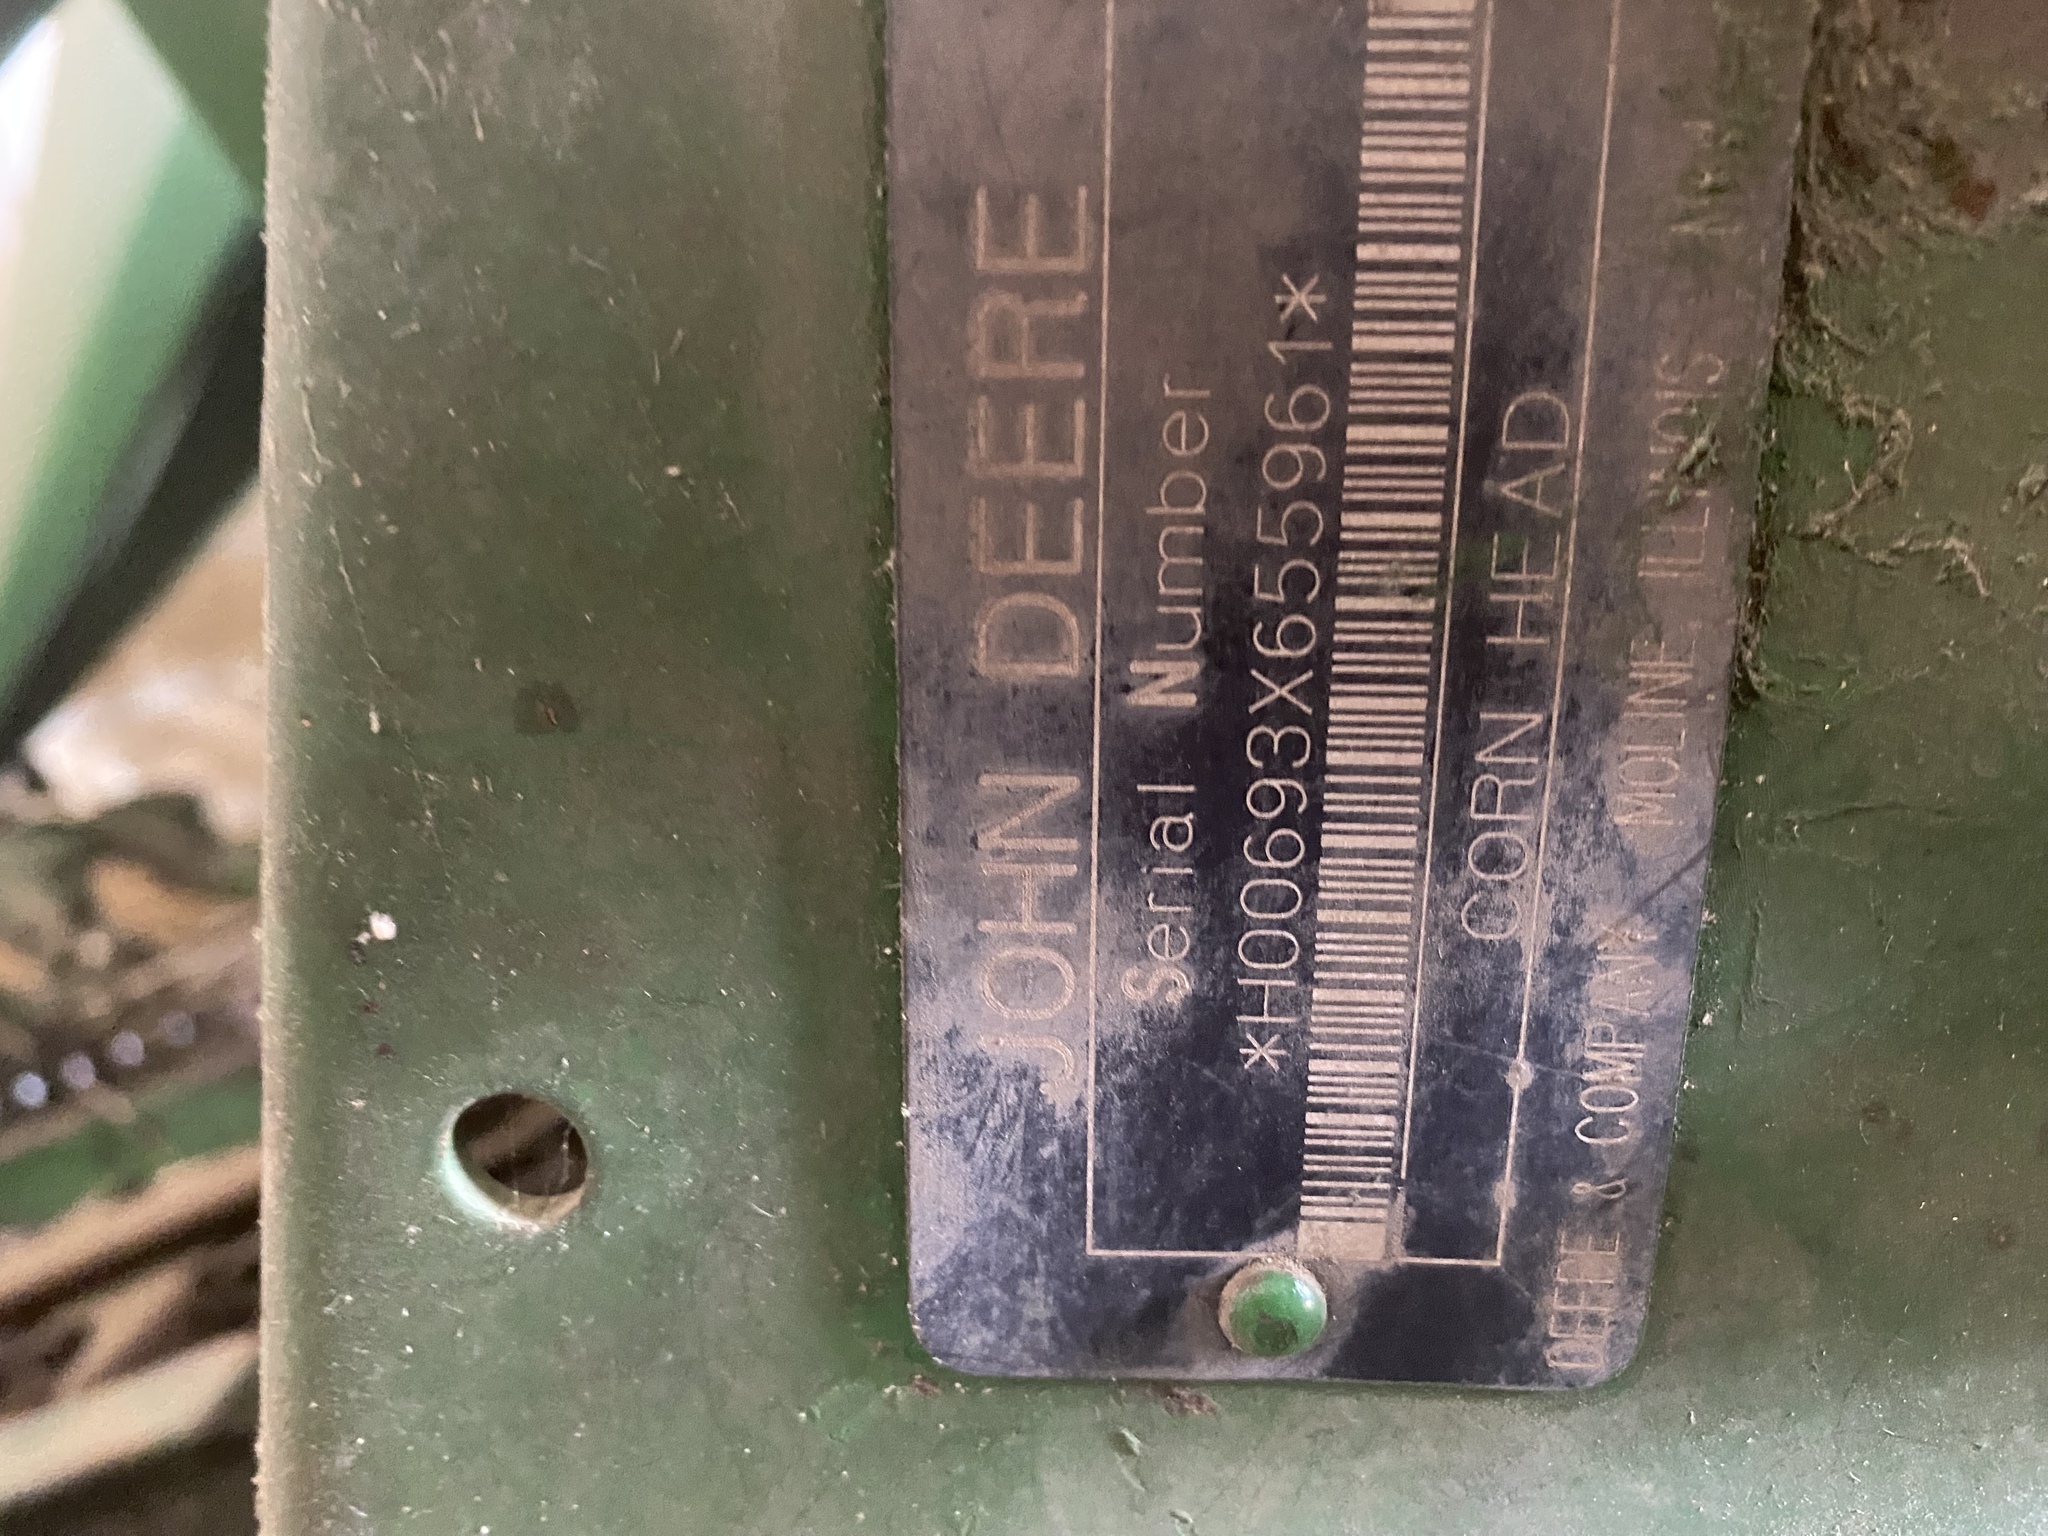 JOHN DEERE
Serial Number
*H00693X655961*
CORN HEAD
DEERE & COMPANY MOLINE ILLINOIS